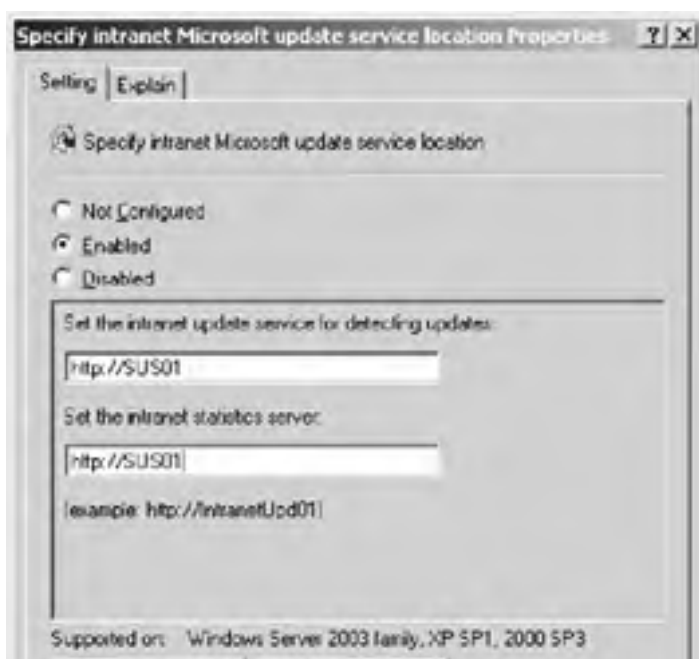 Specify intranet Microsoft update service location Properties ? X
Setting Explain
Specify intranet Microsoft update service location
Not Configured
Enabled
Disabled
Set the intranet update service for detecting updates:
http://SUS01
Set the intranet statistics server:
http://SUS01
(example: http://IntranetUpd01)
Supported on: Windows Server 2003 family, XP SP1, 2000 SP3